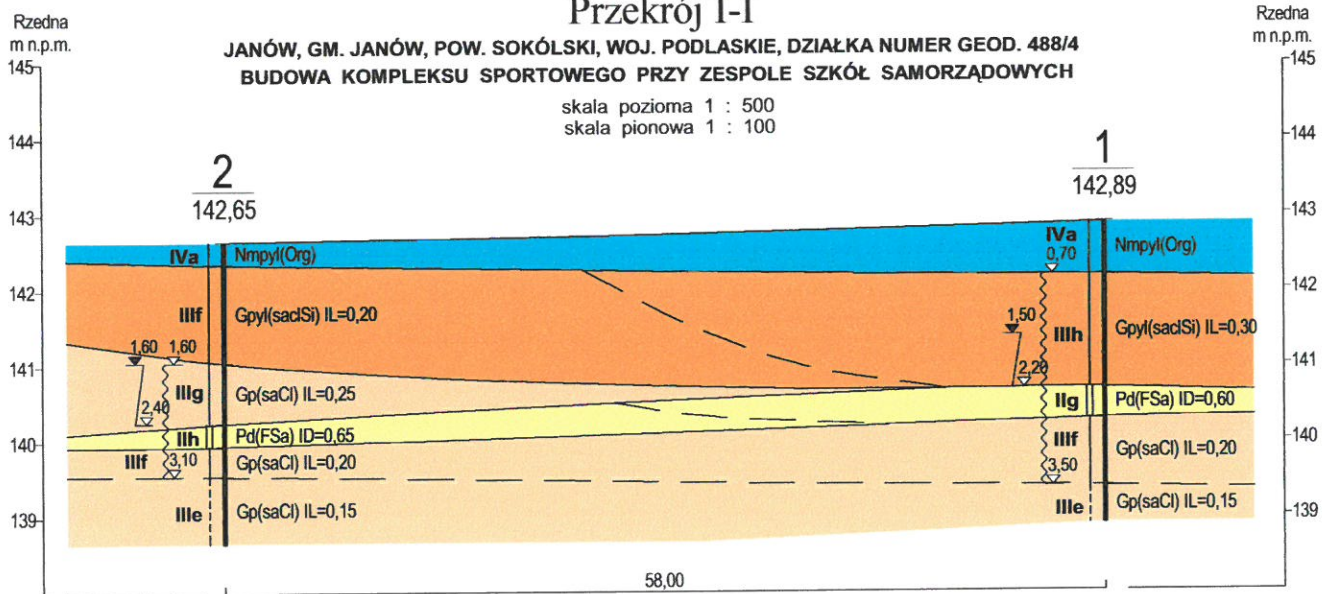 Przekrój I-I
Rzedna
m n.p.m.
Rzedna
m n.p.m.
JANÓW, GM. JANÓW, POW. SOKÓLSKI, WOJ. PODLASKIE, DZIAŁKA NUMER GEOD. 488/4
BUDOWA KOMPLEKSU SPORTOWEGO PRZY ZESPOLE SZKÓŁ SAMORZĄDOWYCH
skala pozioma 1 : 500
skala pionowa 1 : 100
145
144
143
142
141
140
139
145
144
143
142
141
140
139
2
142,65
1
142,89
IVa
Nmpyl(Org)
IIIf
Gpyl(saclSi) IL=0,20
1,60
1,60
IIIg
Gp(saCl) IL=0,25
2,40
IIh
Pd(FSa) ID=0,65
IIIf
3,10
Gp(saCl) IL=0,20
IIIe
Gp(saCl) IL=0,15
IVa
0,70
Nmpyl(Org)
1,50
IIIh
Gpyl(saclSi) IL=0,30
2,20
IIg
Pd(FSa) ID=0,60
IIIf
Gp(saCl) IL=0,20
3,50
IIIe
Gp(saCl) IL=0,15
58,00